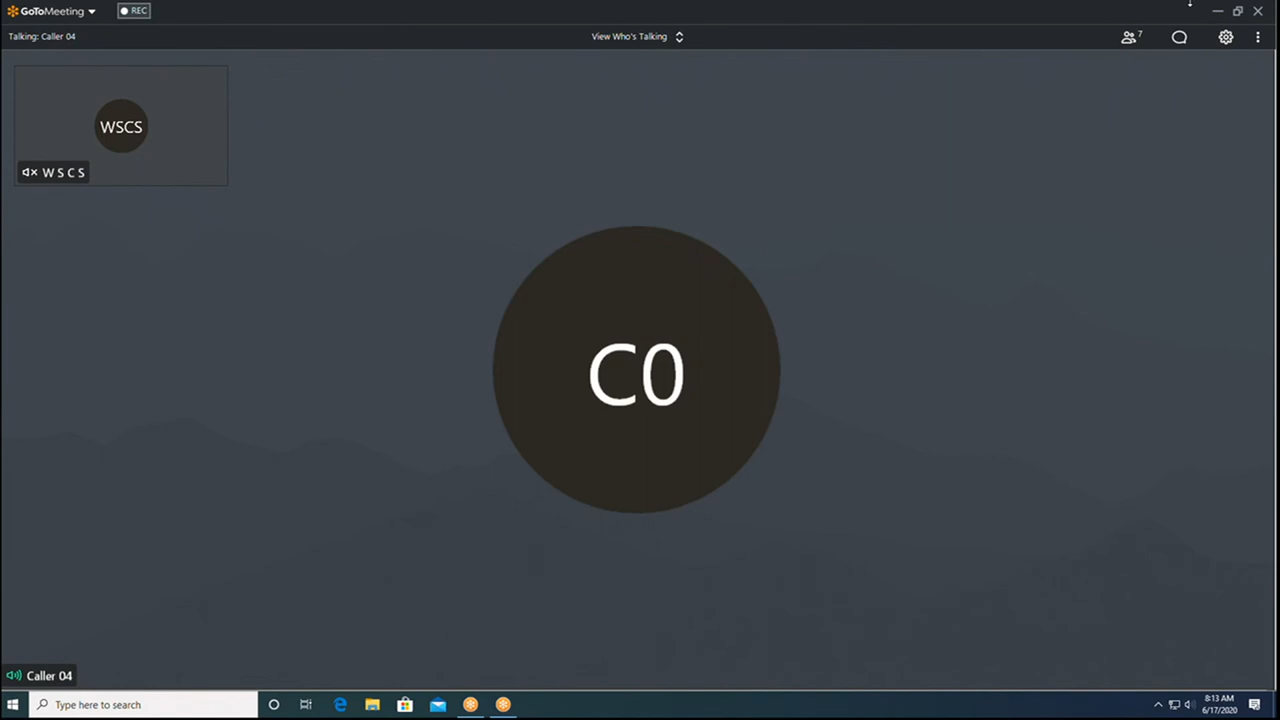 GoToMeeting
REC
Talking: Caller 04
View Who's Talking
7
WSCS
W S C S
C0
Caller 04
Type here to search
8:13 AM
6/17/2020